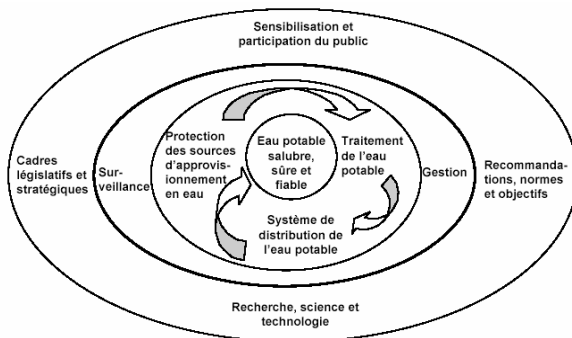 Sensibilisation et
participation du public
Cadres
législatifs et
stratégiques
Sur-
veillance
Protection
des sources
d'approvis-
ionnement
en eau
Eau potable
salubre,
sûre et
fiable
Traitement
de l'eau
potable
Gestion
Recommanda-
tions, normes
et objectifs
Système de
distribution de
l'eau potable
Recherche, science et
technologie